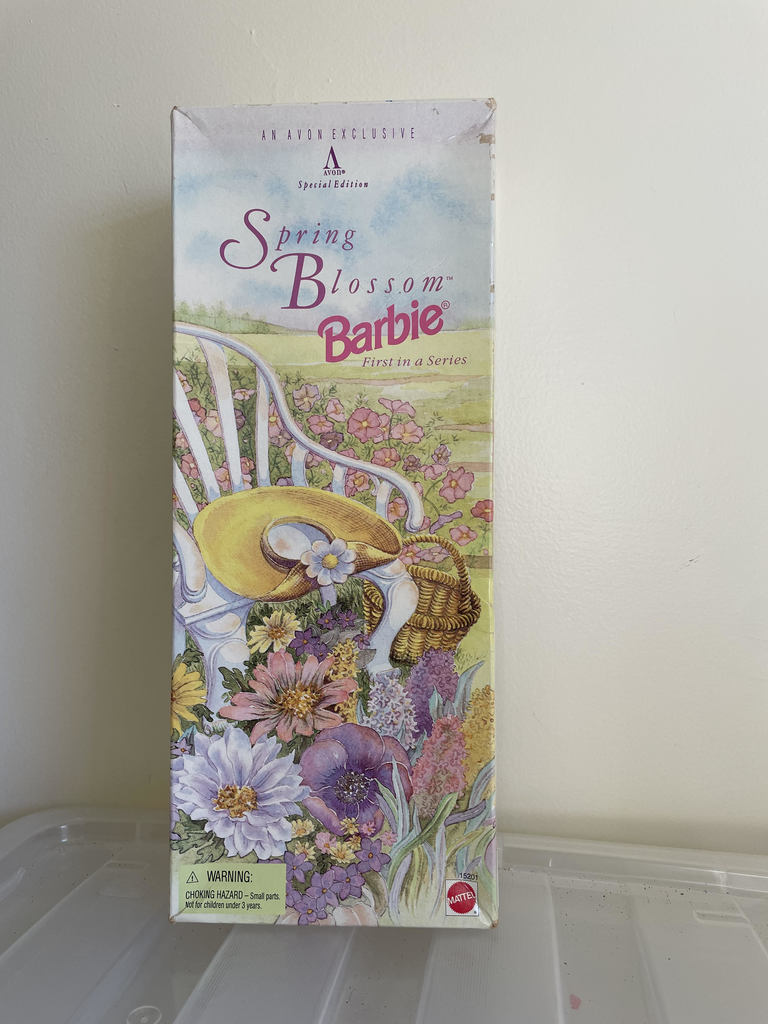 AN AVON EXCLUSIVE
AVON®
Special Edition
Spring
Blossom™
Barbie®
First in a Series
⚠ WARNING:
CHOKING HAZARD – Small parts.
Not for children under 3 years.
15201
MATTEL